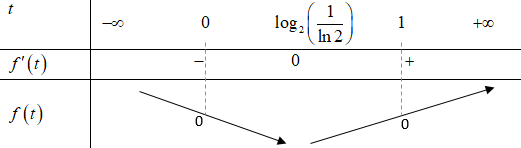 t −∞ 0 log₂(1/ln 2) 1 +∞
f′(t) − 0 +
f(t) 0 0